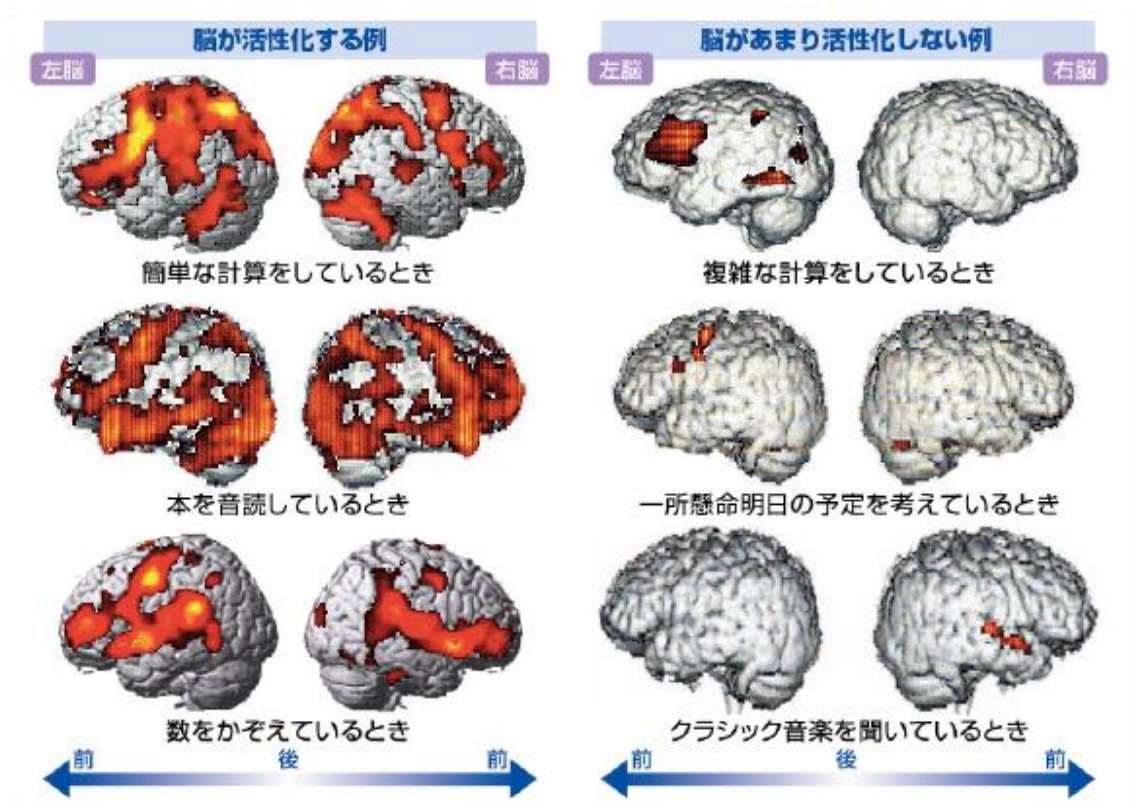 脳が活性化する例
左脳
右脳
簡単な計算をしているとき
本を音読しているとき
数をかぞえているとき
前
後
前
脳があまり活性化しない例
左脳
右脳
複雑な計算をしているとき
一所懸命明日の予定を考えているとき
クラシック音楽を聞いているとき
前
後
前